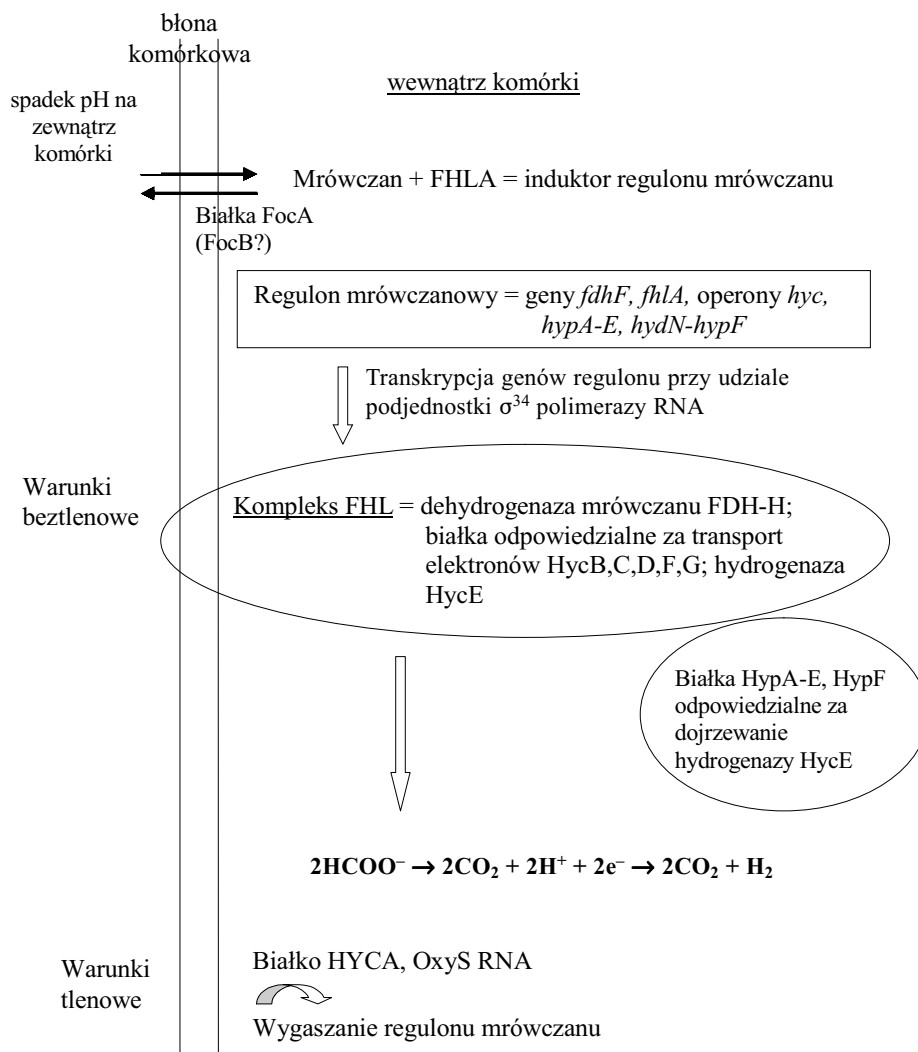 błona
komórkowa
wewnątrz komórki
spadek pH na
zewnątrz
komórki
Mrówczan + FHLA = induktor regulonu mrówczanu
Białka FocA
(FocB?)
Regulon mrówczanowy = geny fdhF, fhlA, operony hyc,
hypA-E, hydN-hypF
Transkrypcja genów regulonu przy udziale
podjednostki σ³⁴ polimerazy RNA
Warunki
beztlenowe
Kompleks FHL = dehydrogenaza mrówczanu FDH-H;
białka odpowiedzialne za transport
elektronów HycB,C,D,F,G; hydrogenaza
HycE
Białka HypA-E, HypF
odpowiedzialne za
dojrzewanie
hydrogenazy HycE
2HCOO⁻ → 2CO₂ + 2H⁺ + 2e⁻ → 2CO₂ + H₂
Warunki
tlenowe
Białko HYCA, OxyS RNA
Wygaszanie regulonu mrówczanu